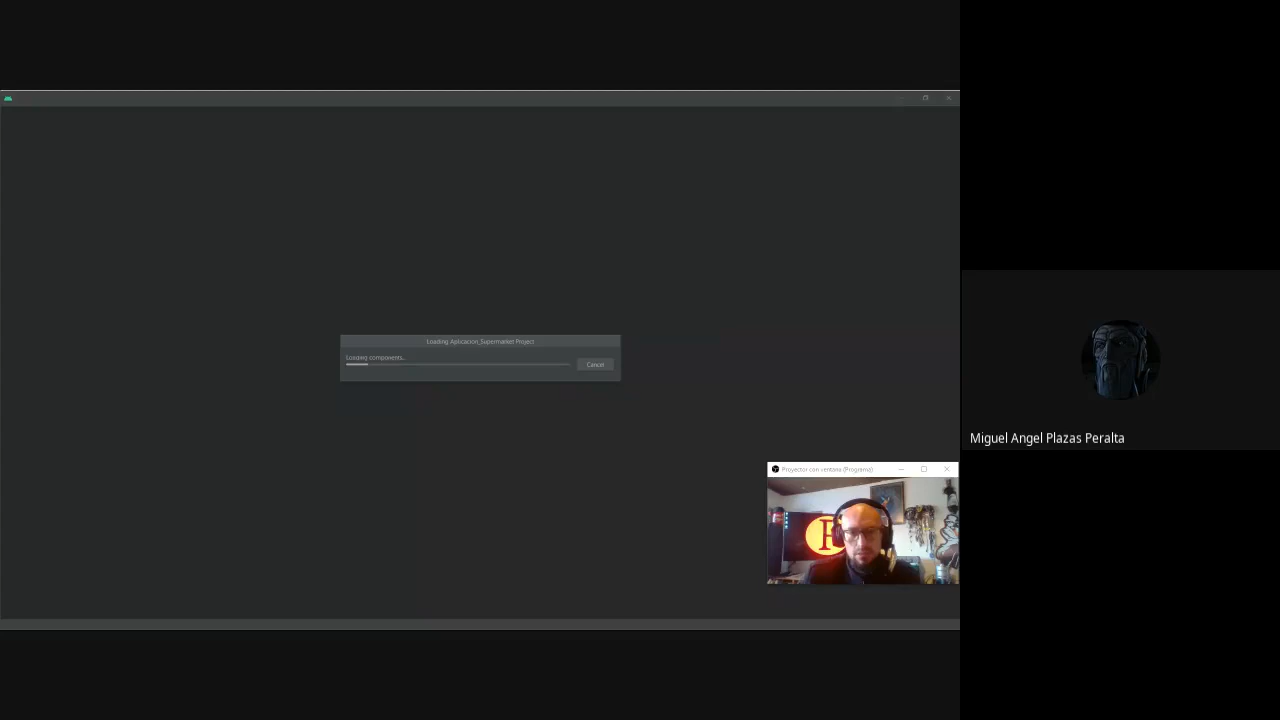 Loading Aplicacion_Supermarket Project
Loading components...
Cancel
Proyector con ventana (Programa)
Miguel Angel Plazas Peralta